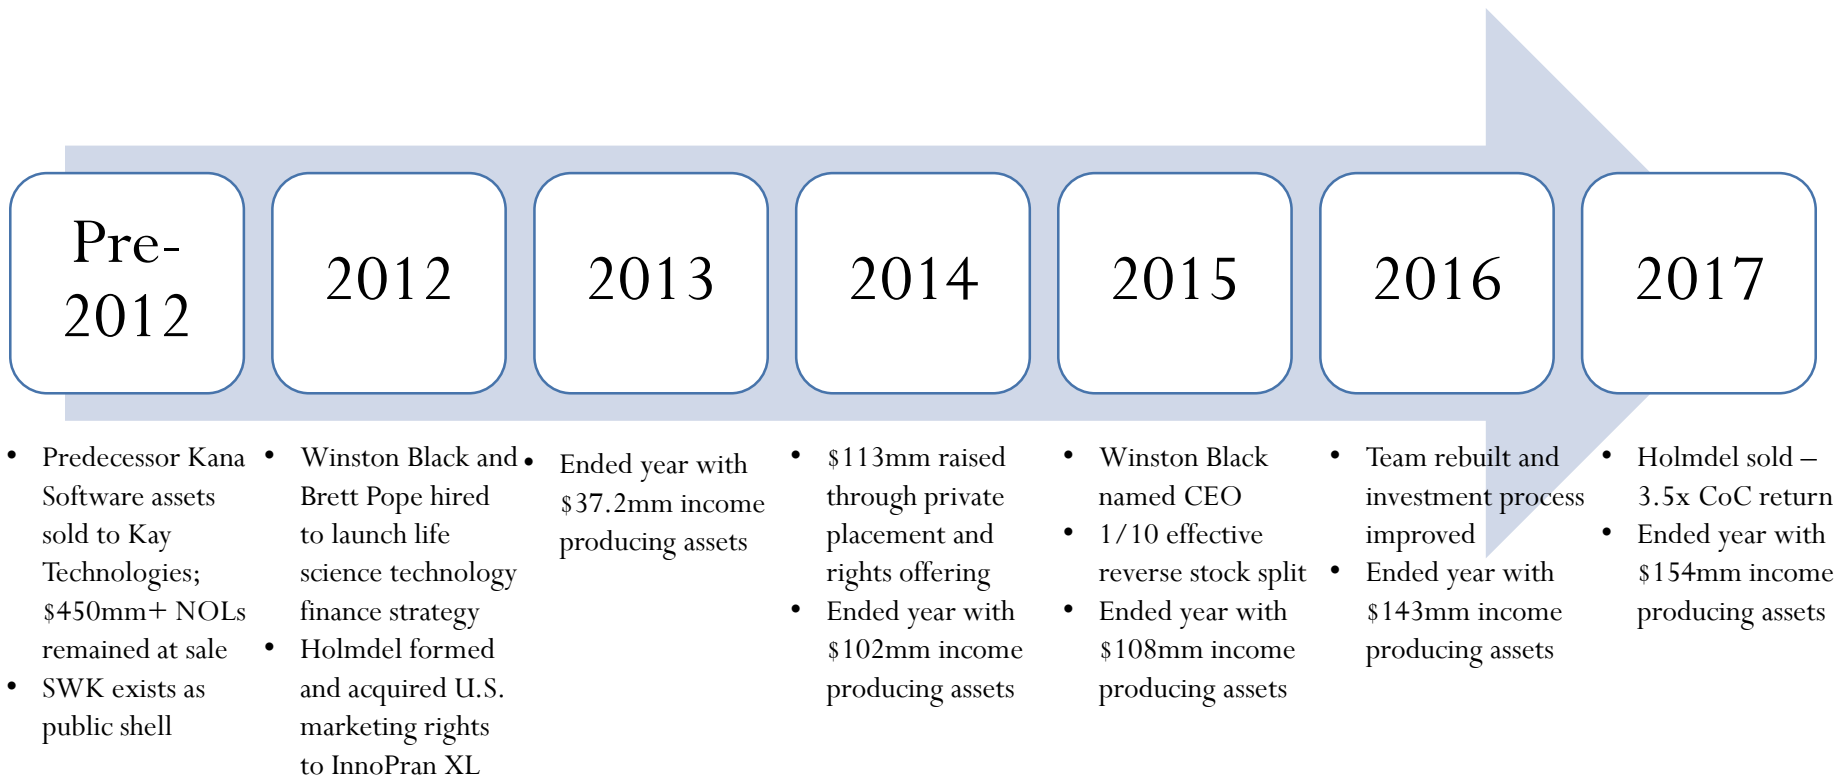 Pre-
2012
2012
2013
2014
2015
2016
2017
• Predecessor Kana
Software assets
sold to Kay
Technologies;
$450mm+ NOLs
remained at sale
• SWK exists as
public shell
• Winston Black and
Brett Pope hired
to launch life
science technology
finance strategy
• Holmdel formed
and acquired U.S.
marketing rights
to InnoPran XL
• Ended year with
$37.2mm income
producing assets
• $113mm raised
through private
placement and
rights offering
• Ended year with
$102mm income
producing assets
• Winston Black
named CEO
• 1/10 effective
reverse stock split
• Ended year with
$108mm income
producing assets
• Team rebuilt and
investment process
improved
• Ended year with
$143mm income
producing assets
• Holmdel sold –
3.5x CoC return
• Ended year with
$154mm income
producing assets